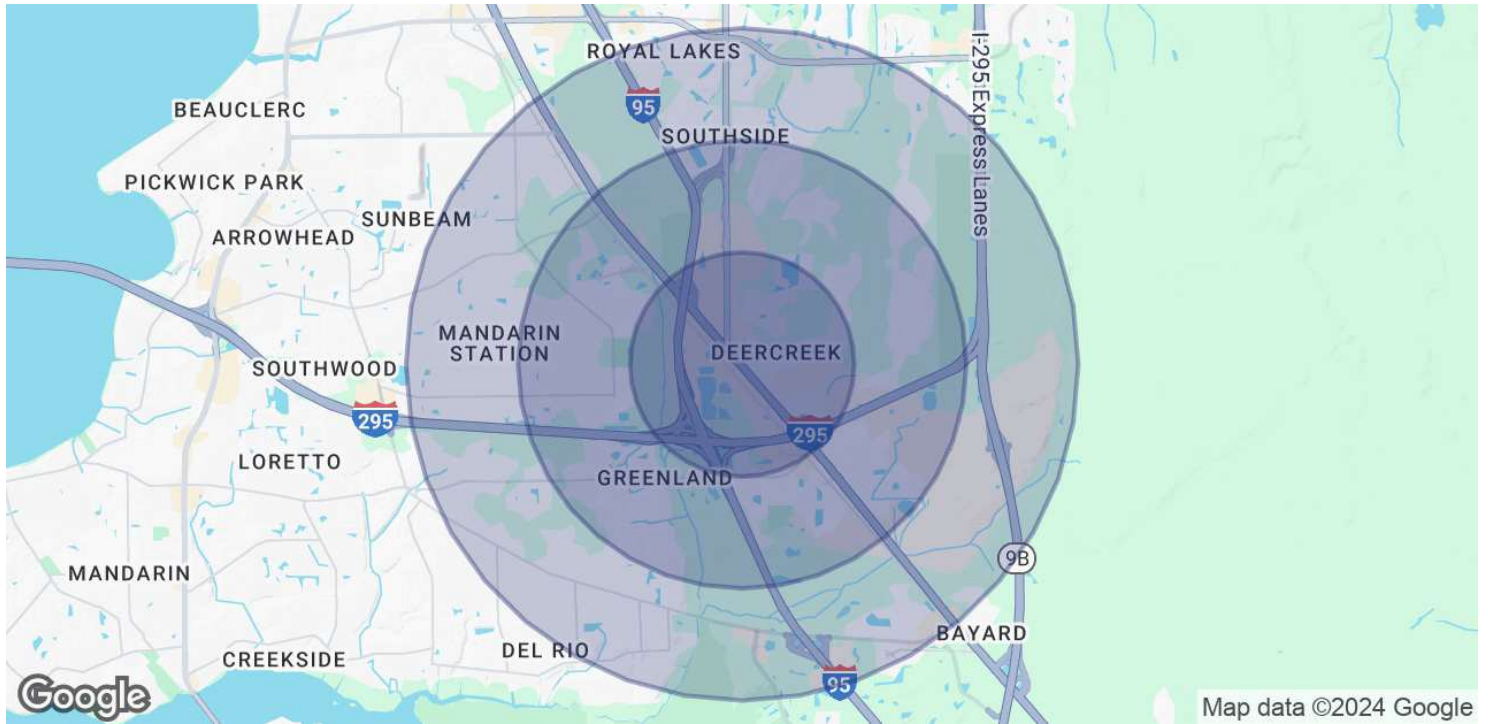 ROYAL LAKES
I-295 Express Lanes
95
BEAUCLERC
SOUTHSIDE
PICKWICK PARK
SUNBEAM
ARROWHEAD
MANDARIN
STATION
DEERCREEK
SOUTHWOOD
295
295
LORETTO
GREENLAND
9B
MANDARIN
BAYARD
DEL RIO
CREEKSIDE
95
Google
Map data ©2024 Google